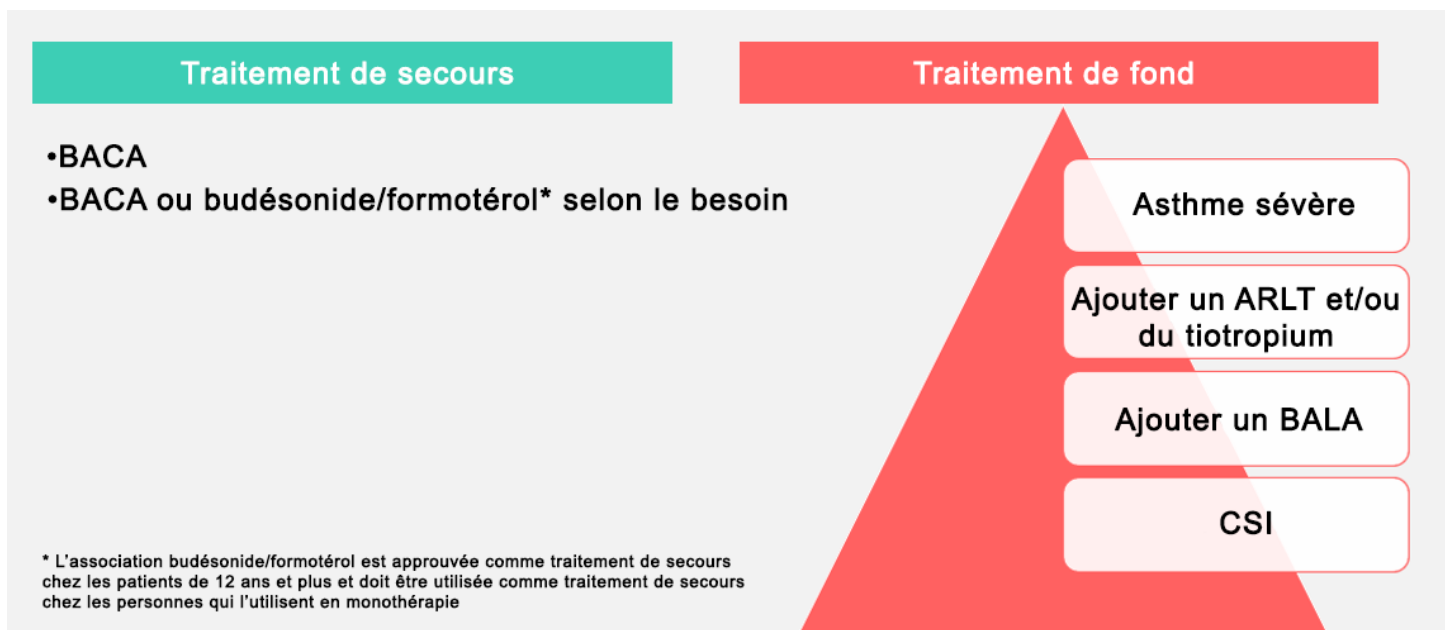 Traitement de secours
•BACA
•BACA ou budésonide/formotérol* selon le besoin
* L'association budésonide/formotérol est approuvée comme traitement de secours
chez les patients de 12 ans et plus et doit être utilisée comme traitement de secours
chez les personnes qui l'utilisent en monothérapie
Traitement de fond
Asthme sévère
Ajouter un ARLT et/ou
du tiotropium
Ajouter un BALA
CSI